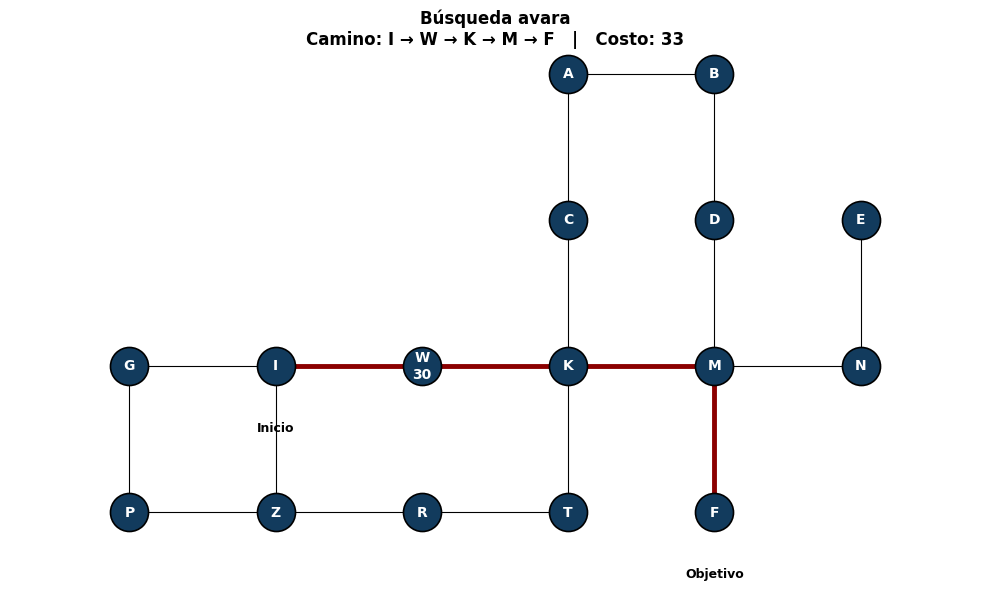 Búsqueda avara
Camino: I → W → K → M → F | Costo: 33
A
B
C
D
E
G
I
W
30
K
M
N
Inicio
P
Z
R
T
F
Objetivo